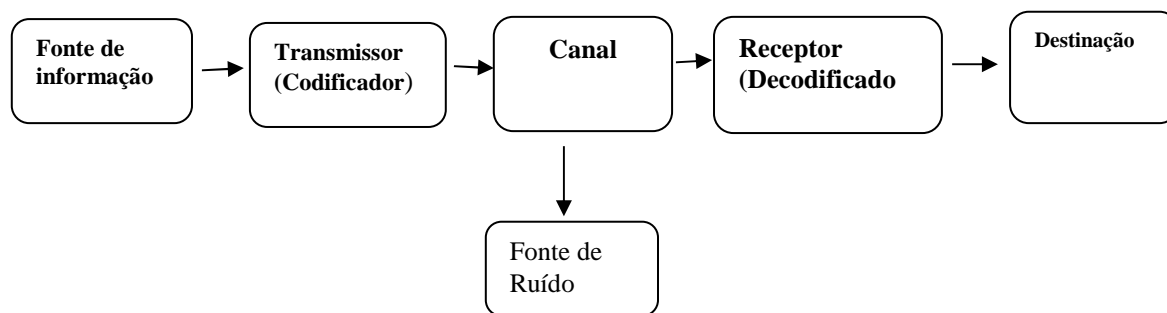 Fonte de
informação
Transmissor
(Codificador)
Canal
Receptor
(Decodificado
Destinação
Fonte de
Ruído